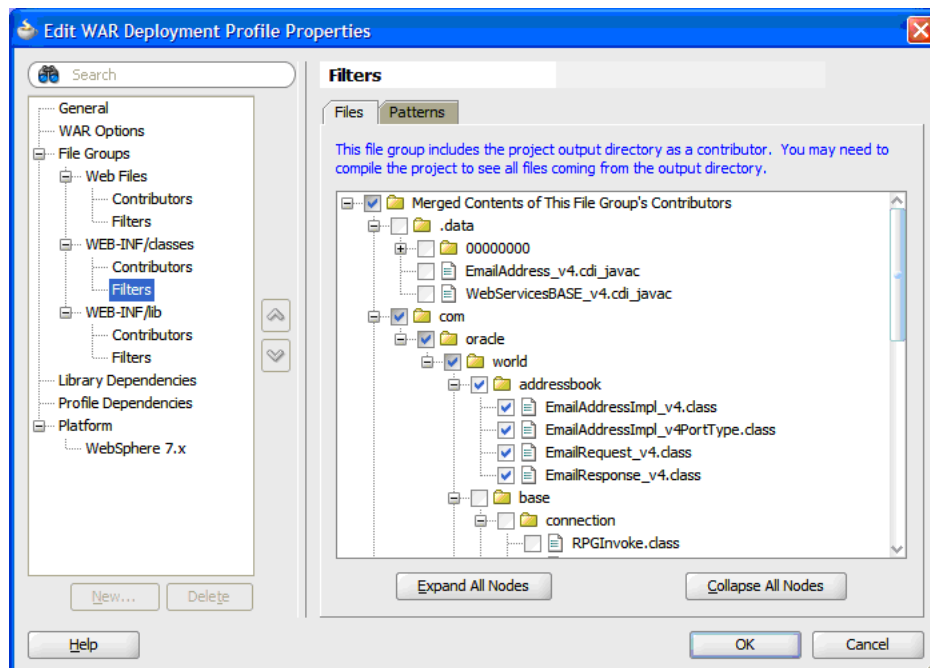 Edit WAR Deployment Profile Properties
Search
General
WAR Options
File Groups
Web Files
Contributors
Filters
WEB-INF/classes
Contributors
Filters
WEB-INF/lib
Contributors
Filters
Library Dependencies
Profile Dependencies
Platform
WebSphere 7.x
New...
Delete
Filters
Files
Patterns
This file group includes the project output directory as a contributor. You may need to
compile the project to see all files coming from the output directory.
Merged Contents of This File Group's Contributors
.data
00000000
EmailAddress_v4.cdi_javac
WebServicesBASE_v4.cdi_javac
com
oracle
world
addressbook
EmailAddressImpl_v4.class
EmailAddressImpl_v4PortType.class
EmailRequest_v4.class
EmailResponse_v4.class
base
connection
RPGInvoke.class
Expand All Nodes
Collapse All Nodes
Help
OK
Cancel